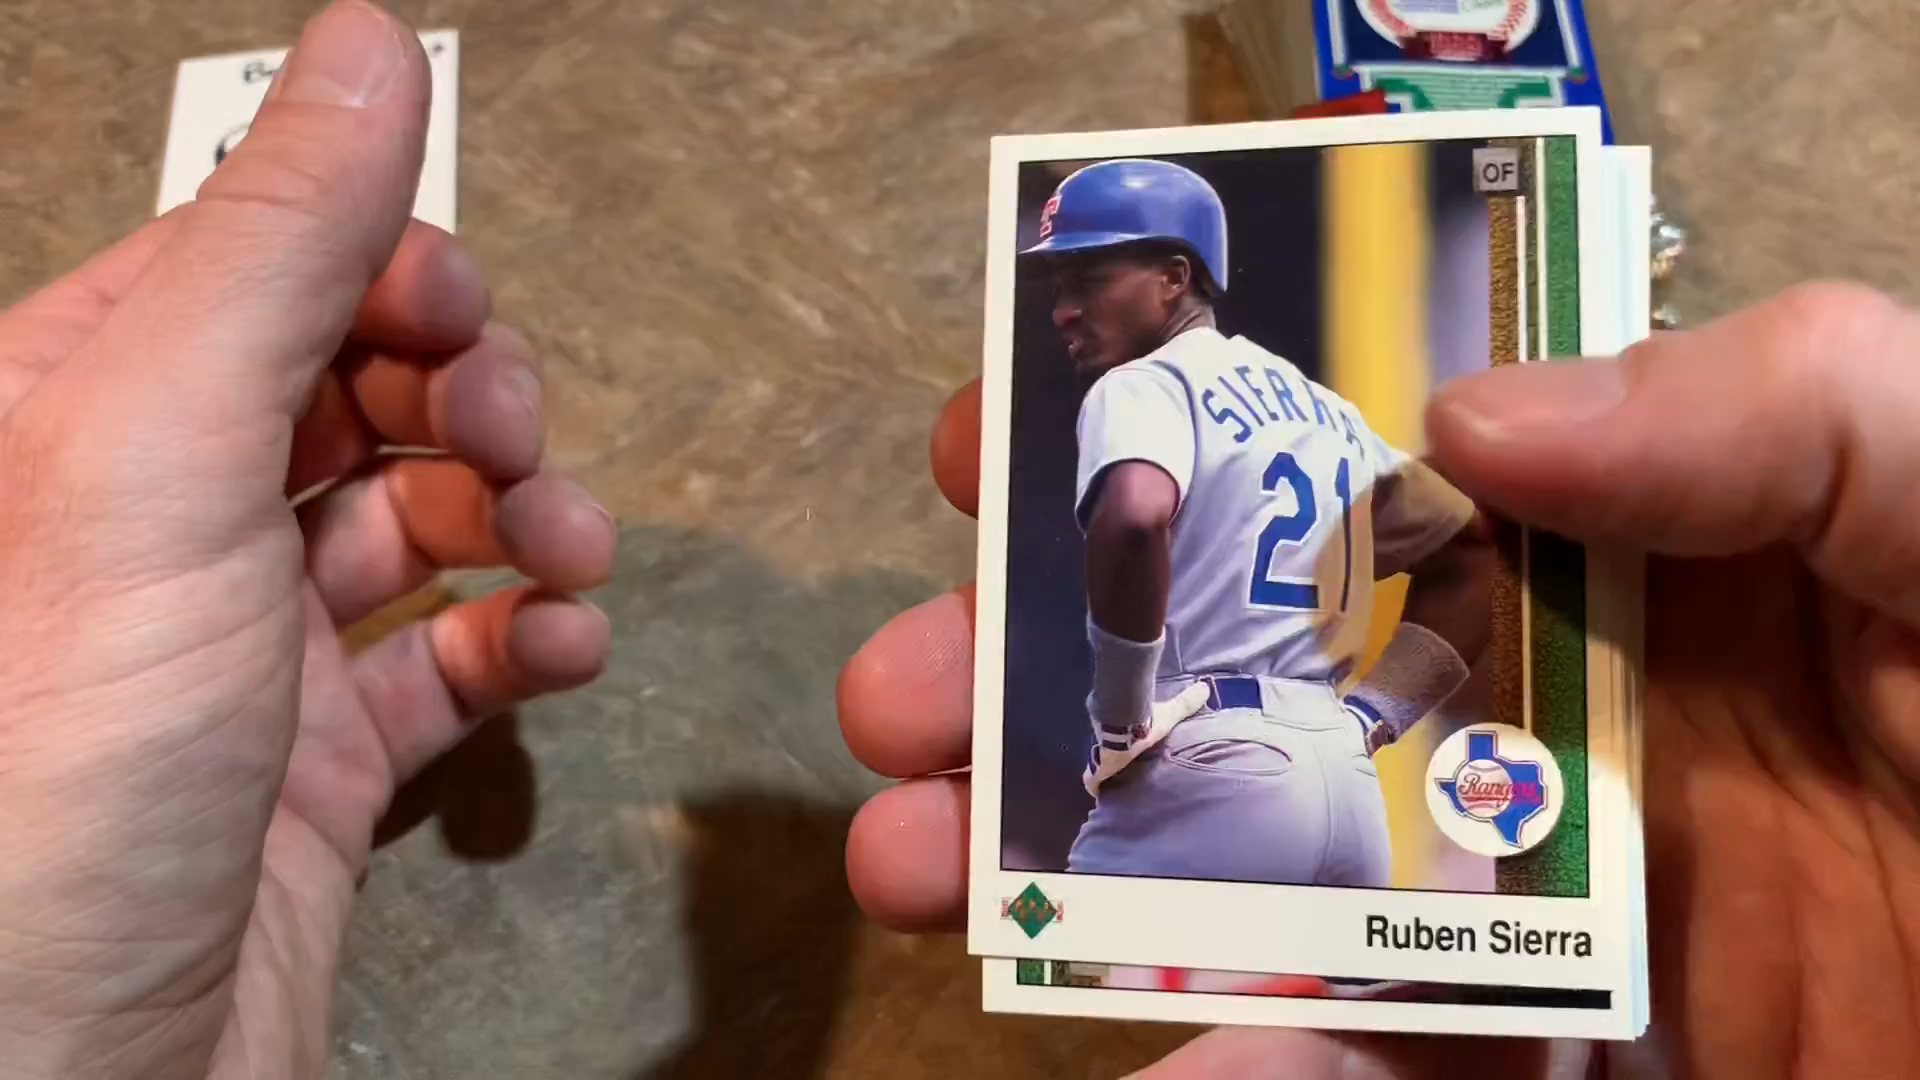 OF
SIERRA
21
Rangers
Ruben Sierra